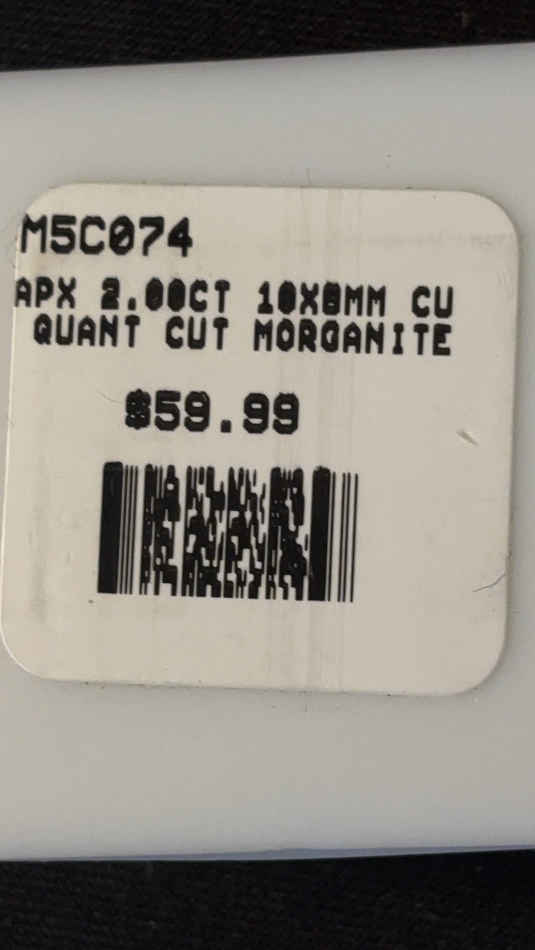 M5C074
APX 2.00CT 10X8MM CU
QUANT CUT MORGANITE
$59.99